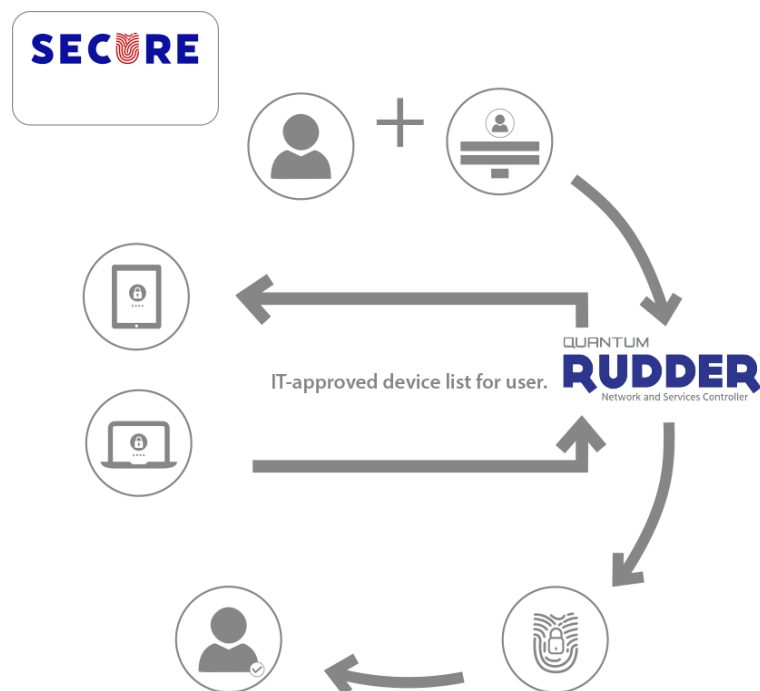 SECURE
QUANTUM
RUDDER
Network and Services Controller
IT-approved device list for user.